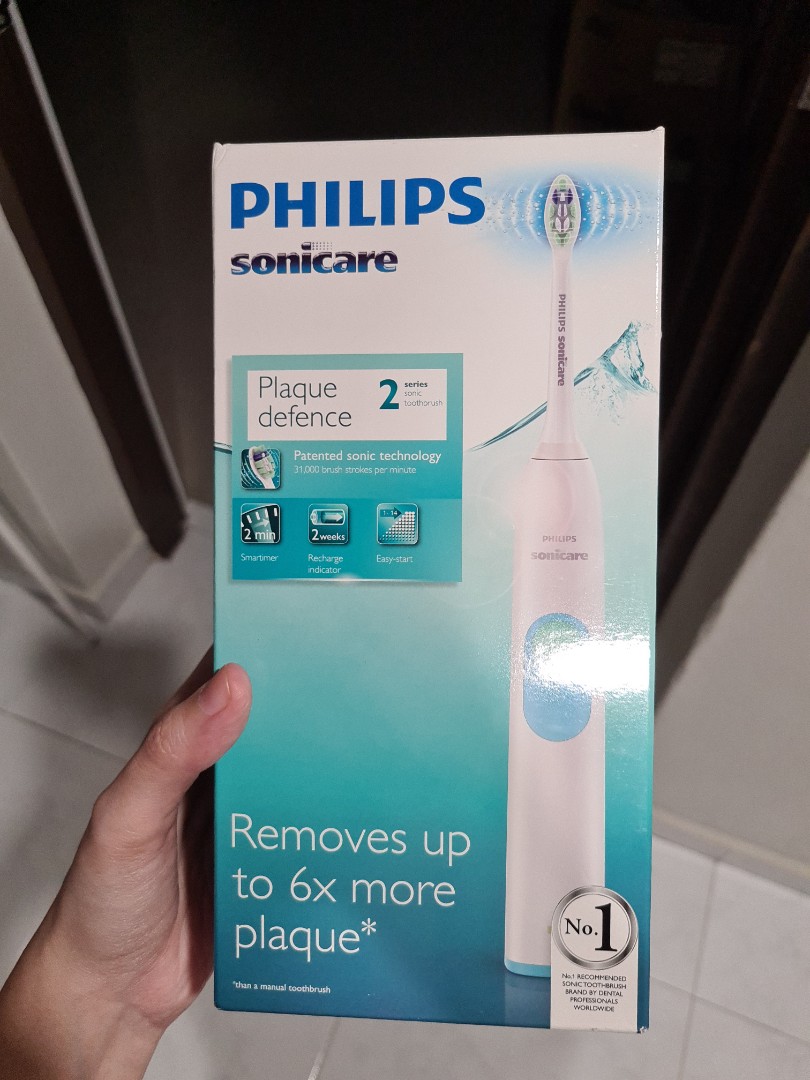 PHILIPS
sonicare
PHILIPS sonicare
Plaque
defence
2
series
sonic
toothbrush
Patented sonic technology
31,000 brush strokes per minute
2 min
2 weeks
1-14
Smartimer
Recharge
indicator
Easy-start
PHILIPS
sonicare
Removes up
to 6x more
plaque*
*than a manual toothbrush
No.1
No.1 RECOMMENDED
SONIC TOOTHBRUSH
BRAND BY DENTAL
PROFESSIONALS
WORLDWIDE